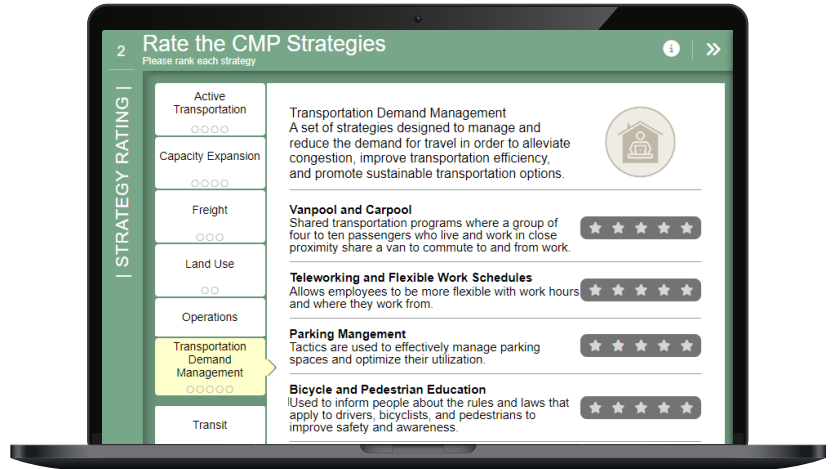 2
Rate the CMP Strategies
Please rank each strategy
i
| STRATEGY RATING |
Active
Transportation
Capacity Expansion
Freight
Land Use
Operations
Transportation
Demand
Management
Transit
Transportation Demand Management
A set of strategies designed to manage and
reduce the demand for travel in order to alleviate
congestion, improve transportation efficiency,
and promote sustainable transportation options.
Vanpool and Carpool
Shared transportation programs where a group of
four to ten passengers who live and work in close
proximity share a van to commute to and from work.
Teleworking and Flexible Work Schedules
Allows employees to be more flexible with work hours
and where they work from.
Parking Mangement
Tactics are used to effectively manage parking
spaces and optimize their utilization.
Bicycle and Pedestrian Education
Used to inform people about the rules and laws that
apply to drivers, bicyclists, and pedestrians to
improve safety and awareness.